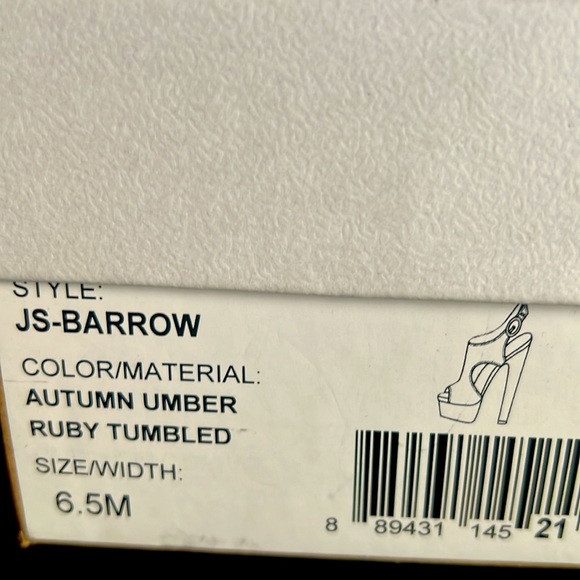 STYLE:
JS-BARROW
COLOR/MATERIAL:
AUTUMN UMBER
RUBY TUMBLED
SIZE/WIDTH:
6.5M
8 89431 145 21